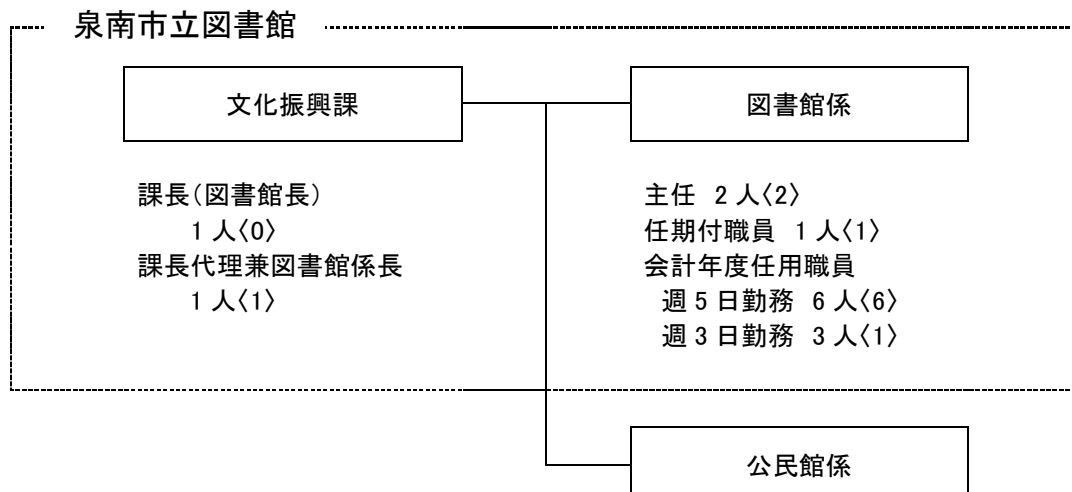 泉南市立図書館
文化振興課
図書館係
課長(図書館長)
1人〈0〉
課長代理兼図書館係長
1人〈1〉
主任 2人〈2〉
任期付職員 1人〈1〉
会計年度任用職員
週5日勤務 6人〈6〉
週3日勤務 3人〈1〉
公民館係